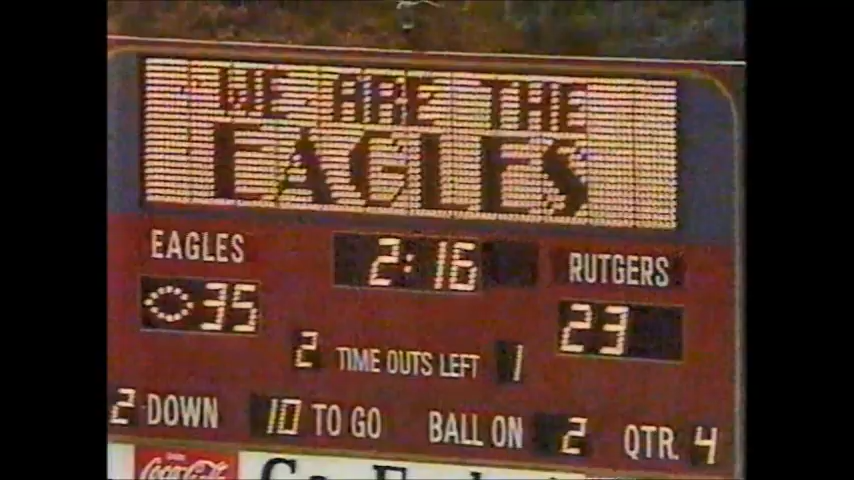 WE ARE THE
EAGLES
EAGLES 2:16 RUTGERS
35 23
2 TIME OUTS LEFT 1
2 DOWN 10 TO GO BALL ON 2 QTR. 4
Coca-Cola Go